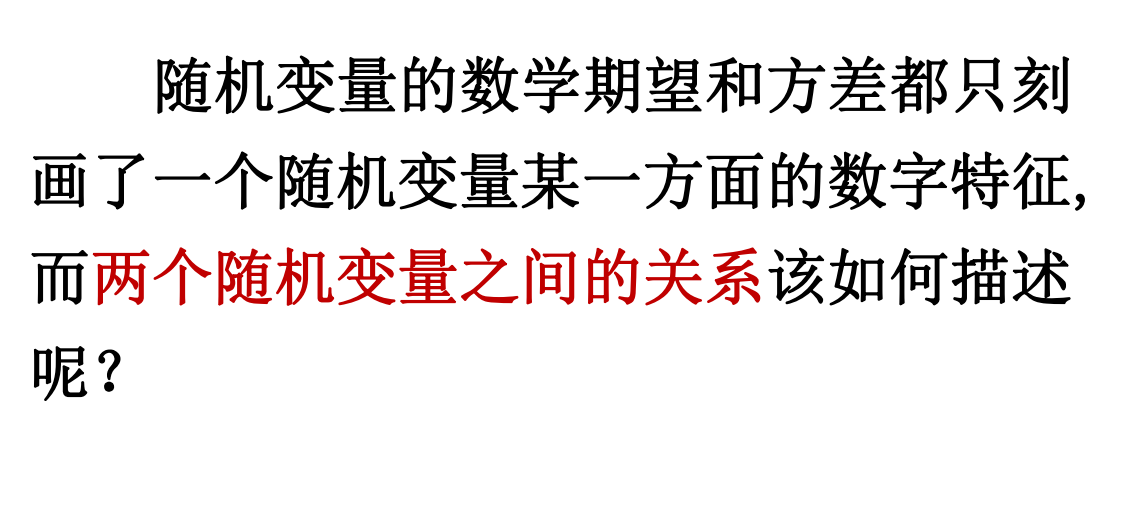 随机变量的数学期望和方差都只刻
画了一个随机变量某一方面的数字特征,
而两个随机变量之间的关系该如何描述
呢?